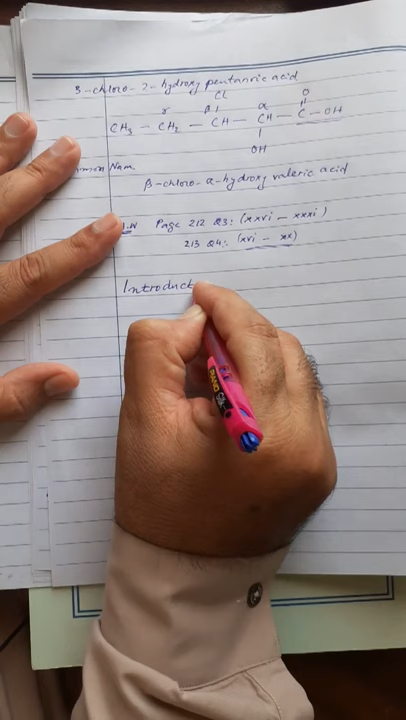 3-chloro-2-hydroxy pentanoic acid
Cl O
γ β α
CH3 - CH2 - CH - CH - C - OH
OH
Nam.
β-chloro-α-hydroxy valeric acid
H.W Page 212 Q3: (xxvi - xxxi)
213 Q4: (xvi - xx)
Introduct
PIANO